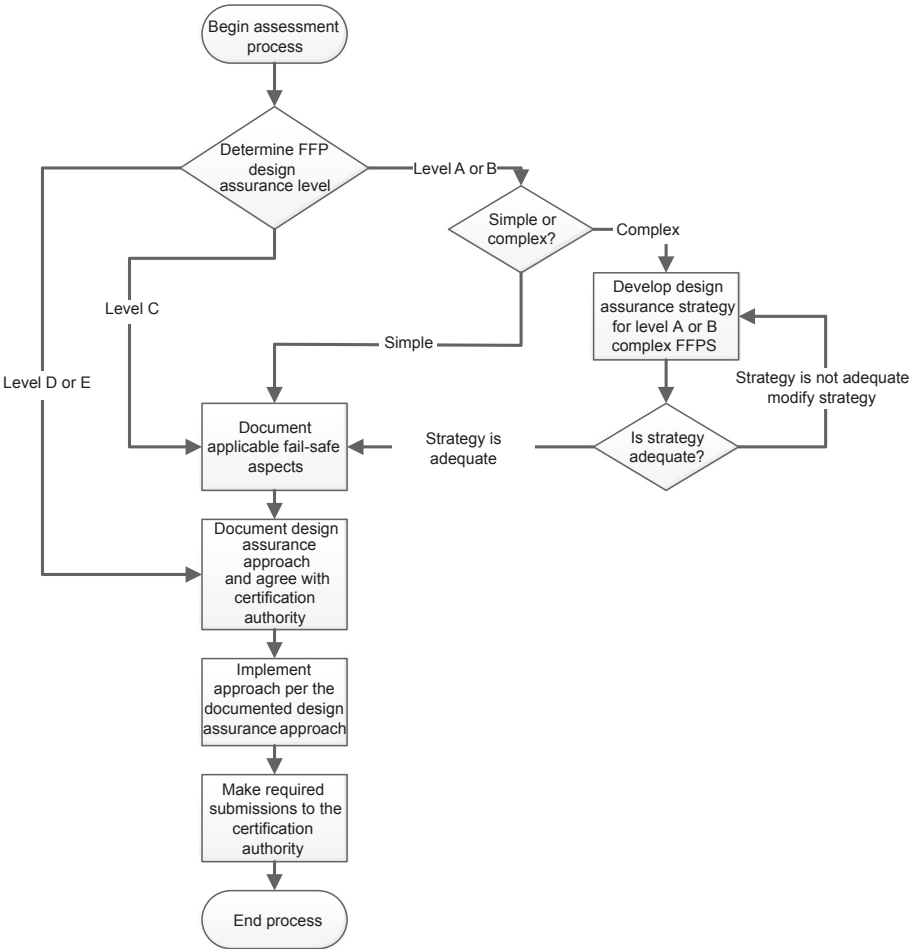 Begin assessment
process
Determine FFP
design
assurance level
Level A or B
Simple or
complex?
Complex
Develop design
assurance strategy
for level A or B
complex FFPS
Level C
Simple
Level D or E
Strategy is not adequate
modify strategy
Document
applicable fail-safe
aspects
Strategy is
adequate
Is strategy
adequate?
Document design
assurance
approach
and agree with
certification
authority
Implement
approach per the
documented design
assurance approach
Make required
submissions to the
certification
authority
End process